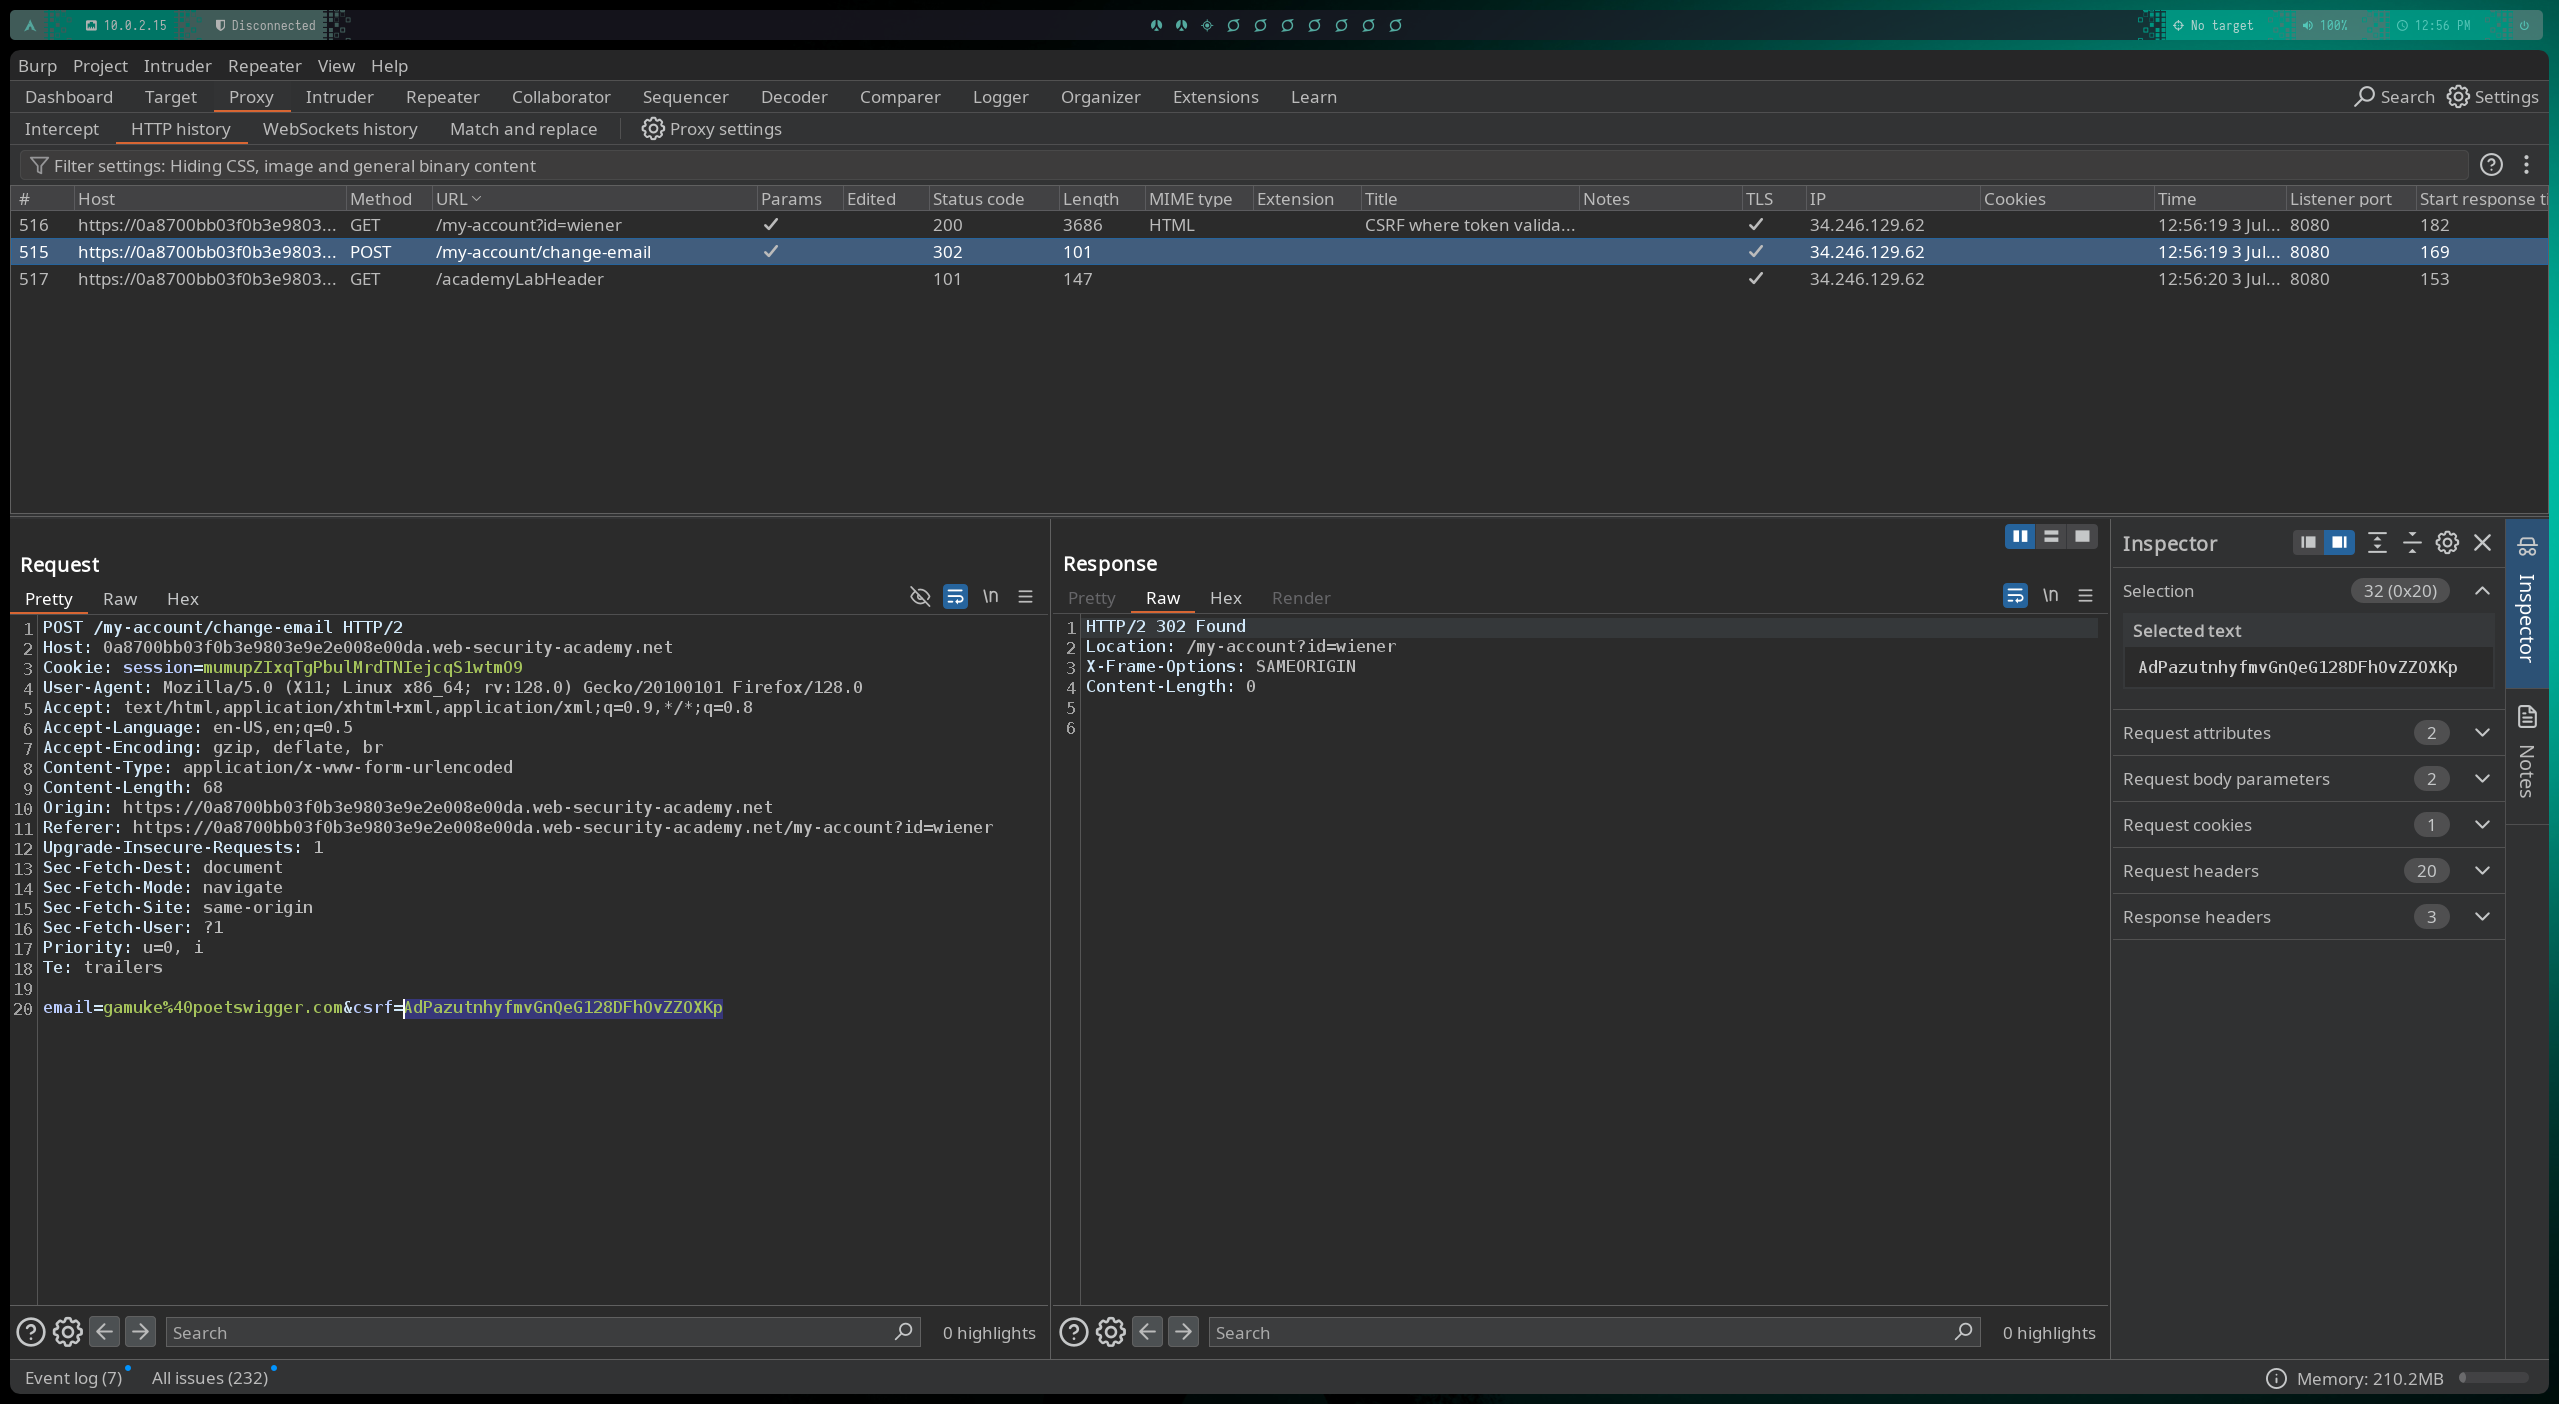 10.0.2.15 Disconnected No target 100% 12:56 PM
Burp Project Intruder Repeater View Help
Dashboard Target Proxy Intruder Repeater Collaborator Sequencer Decoder Comparer Logger Organizer Extensions Learn Search Settings
Intercept HTTP history WebSockets history Match and replace Proxy settings
Filter settings: Hiding CSS, image and general binary content
# Host Method URL Params Edited Status code Length MIME type Extension Title Notes TLS IP Cookies Time Listener port Start response ti
516 https://0a8700bb03f0b3e9803... GET /my-account?id=wiener ✓ 200 3686 HTML CSRF where token valida... ✓ 34.246.129.62 12:56:19 3 Jul... 8080 182
515 https://0a8700bb03f0b3e9803... POST /my-account/change-email ✓ 302 101 ✓ 34.246.129.62 12:56:19 3 Jul... 8080 169
517 https://0a8700bb03f0b3e9803... GET /academyLabHeader 101 147 ✓ 34.246.129.62 12:56:20 3 Jul... 8080 153
Request
Pretty Raw Hex \n
1 POST /my-account/change-email HTTP/2
2 Host: 0a8700bb03f0b3e9803e9e2e008e00da.web-security-academy.net
3 Cookie: session=mumupZIxqTgPbulMrdTNIejcqS1wtmO9
4 User-Agent: Mozilla/5.0 (X11; Linux x86_64; rv:128.0) Gecko/20100101 Firefox/128.0
5 Accept: text/html,application/xhtml+xml,application/xml;q=0.9,*/*;q=0.8
6 Accept-Language: en-US,en;q=0.5
7 Accept-Encoding: gzip, deflate, br
8 Content-Type: application/x-www-form-urlencoded
9 Content-Length: 68
10 Origin: https://0a8700bb03f0b3e9803e9e2e008e00da.web-security-academy.net
11 Referer: https://0a8700bb03f0b3e9803e9e2e008e00da.web-security-academy.net/my-account?id=wiener
12 Upgrade-Insecure-Requests: 1
13 Sec-Fetch-Dest: document
14 Sec-Fetch-Mode: navigate
15 Sec-Fetch-Site: same-origin
16 Sec-Fetch-User: ?1
17 Priority: u=0, i
18 Te: trailers
19
20 email=gamuke%40poetswigger.com&csrf=AdPazutnhyfmvGnQeG128DFhOvZZOXKp
Search 0 highlights
Response
Pretty Raw Hex Render \n
1 HTTP/2 302 Found
2 Location: /my-account?id=wiener
3 X-Frame-Options: SAMEORIGIN
4 Content-Length: 0
5
6
Search 0 highlights
Inspector
Selection 32 (0x20)
Selected text
AdPazutnhyfmvGnQeG128DFhOvZZOXKp
Request attributes 2
Request body parameters 2
Request cookies 1
Request headers 20
Response headers 3
Inspector
Notes
Event log (7) All issues (232) Memory: 210.2MB